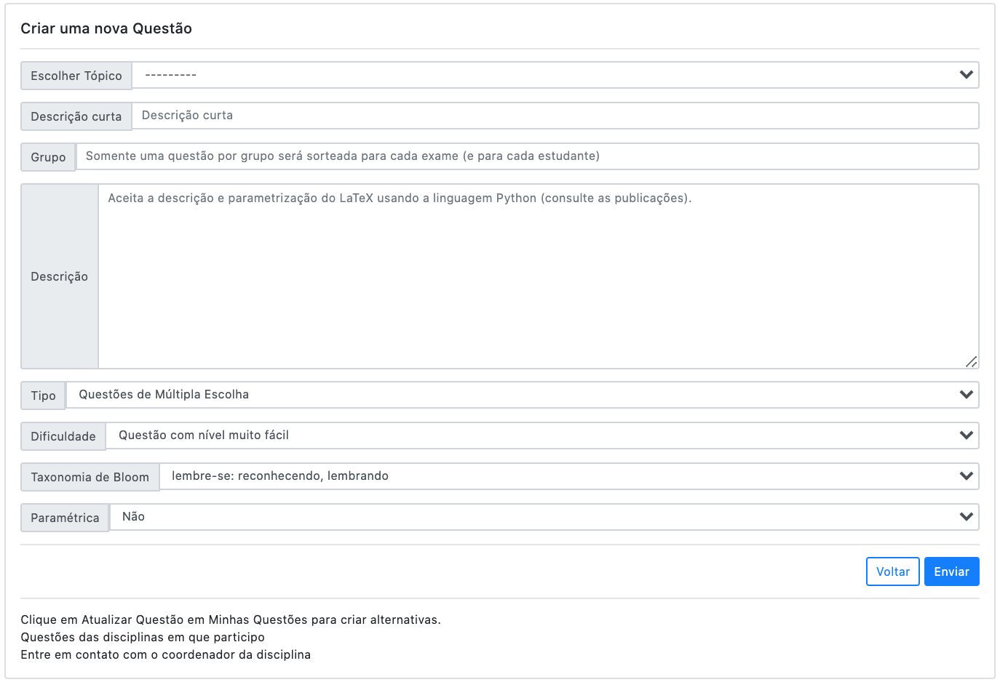 Criar uma nova Questão
Escolher Tópico ---------
Descrição curta Descrição curta
Grupo Somente uma questão por grupo será sorteada para cada exame (e para cada estudante)
Aceita a descrição e parametrização do LaTeX usando a linguagem Python (consulte as publicações).
Descrição
Tipo Questões de Múltipla Escolha
Dificuldade Questão com nível muito fácil
Taxonomia de Bloom lembre-se: reconhecendo, lembrando
Paramétrica Não
Voltar Enviar
Clique em Atualizar Questão em Minhas Questões para criar alternativas.
Questões das disciplinas em que participo
Entre em contato com o coordenador da disciplina